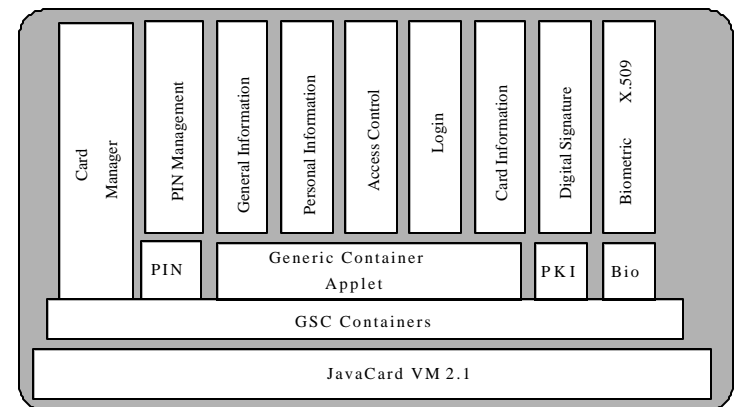 Card
Manager
PIN Management
General Information
Personal Information
Access Control
Login
Card Information
Digital Signature
Biometric X.509
PIN
Generic Container
Applet
PKI
Bio
GSC Containers
JavaCard VM 2.1